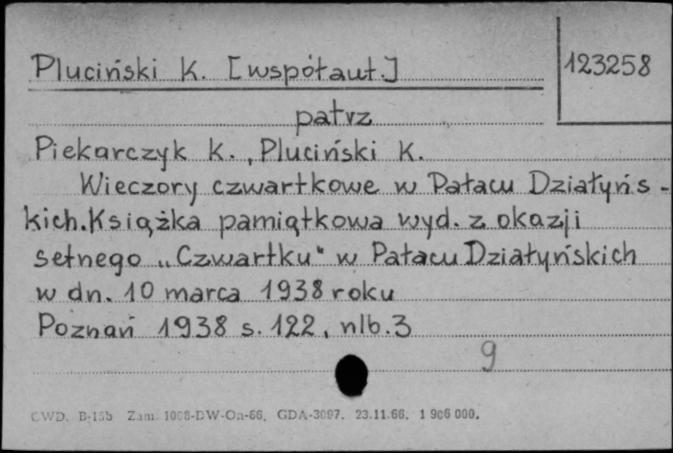 Pluciński K. [współaut.]
123258
patrz
Piekarczyk K., Pluciński K.
Wieczory czwartkowe w Pałacu Działyńs-
kich. Książka pamiątkowa wyd. z okazji
setnego „Czwartku" w Pałacu Działyńskich
w dn. 10 marca 1938 roku
Poznań 1938 s. 122, nlb. 3
9
CWD. B-15b Zam. 1008-DW-Oa-66. GDA-3097. 23.11.66. 1 906 000.